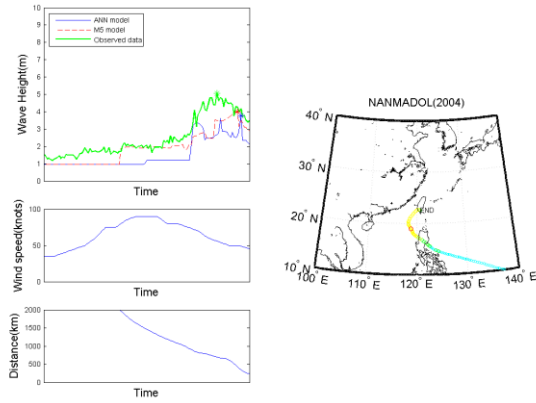 ANN model
M5 model
Observed data
10
9
8
7
6
5
4
3
2
1
0
Wave Height(m)
Time
100
50
0
Wind speed(knots)
Time
2000
1500
1000
500
0
Distance(km)
Time
NANMADOL(2004)
40° N
30° N
20° N
10° N
END
100° E
110° E
120° E
130° E
140° E